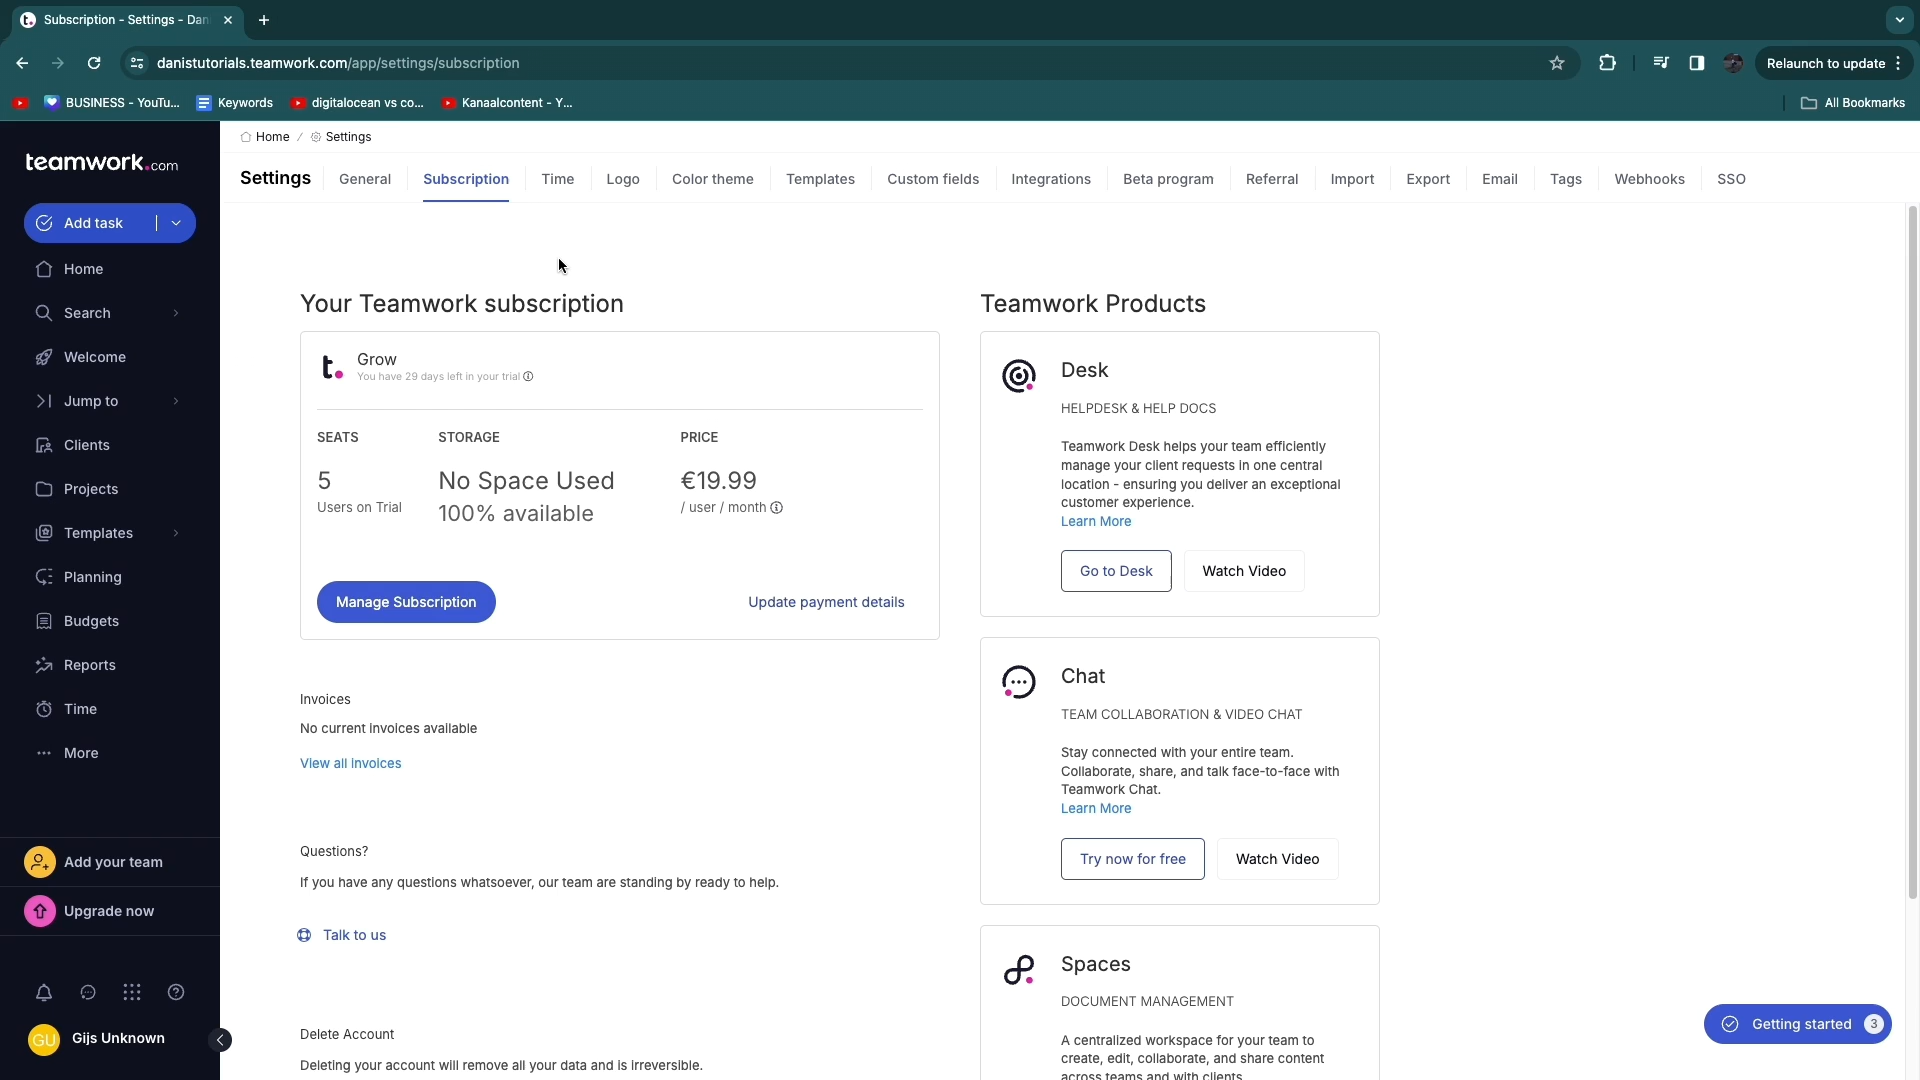 Subscription - Settings - Dani
danistutorials.teamwork.com/app/settings/subscription
Relaunch to update
BUSINESS - YouTu...
Keywords
digitalocean vs co...
Kanaalcontent - Y...
All Bookmarks
teamwork.com
Add task
Home
Search
Welcome
Jump to
Clients
Projects
Templates
Planning
Budgets
Reports
Time
More
Add your team
Upgrade now
GU
Gijs Unknown
Home / Settings
Settings
General
Subscription
Time
Logo
Color theme
Templates
Custom fields
Integrations
Beta program
Referral
Import
Export
Email
Tags
Webhooks
SSO
Your Teamwork subscription
t.
Grow
You have 29 days left in your trial
SEATS
STORAGE
PRICE
5
No Space Used
€19.99
Users on Trial
100% available
/ user / month
Manage Subscription
Update payment details
Invoices
No current invoices available
View all invoices
Questions?
If you have any questions whatsoever, our team are standing by ready to help.
Talk to us
Delete Account
Deleting your account will remove all your data and is irreversible.
Teamwork Products
Desk
HELPDESK & HELP DOCS
Teamwork Desk helps your team efficiently
manage your client requests in one central
location - ensuring you deliver an exceptional
customer experience.
Learn More
Go to Desk
Watch Video
Chat
TEAM COLLABORATION & VIDEO CHAT
Stay connected with your entire team.
Collaborate, share, and talk face-to-face with
Teamwork Chat.
Learn More
Try now for free
Watch Video
Spaces
DOCUMENT MANAGEMENT
A centralized workspace for your team to
create, edit, collaborate, and share content
across teams and with clients.
Getting started
3